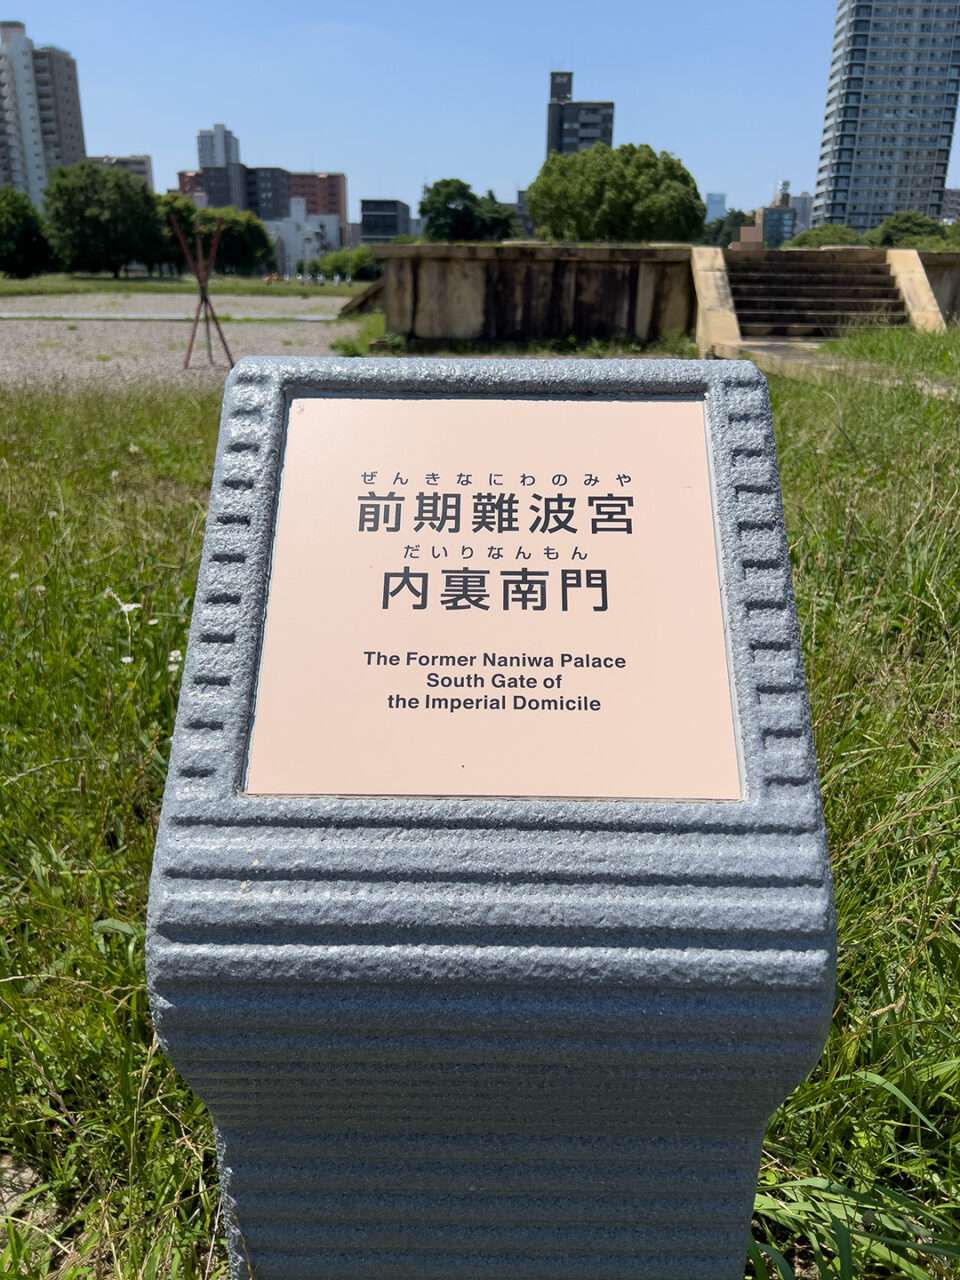 ぜんきなにわのみや
前期難波宮
だいりなんもん
内裏南門
The Former Naniwa Palace
South Gate of
the Imperial Domicile